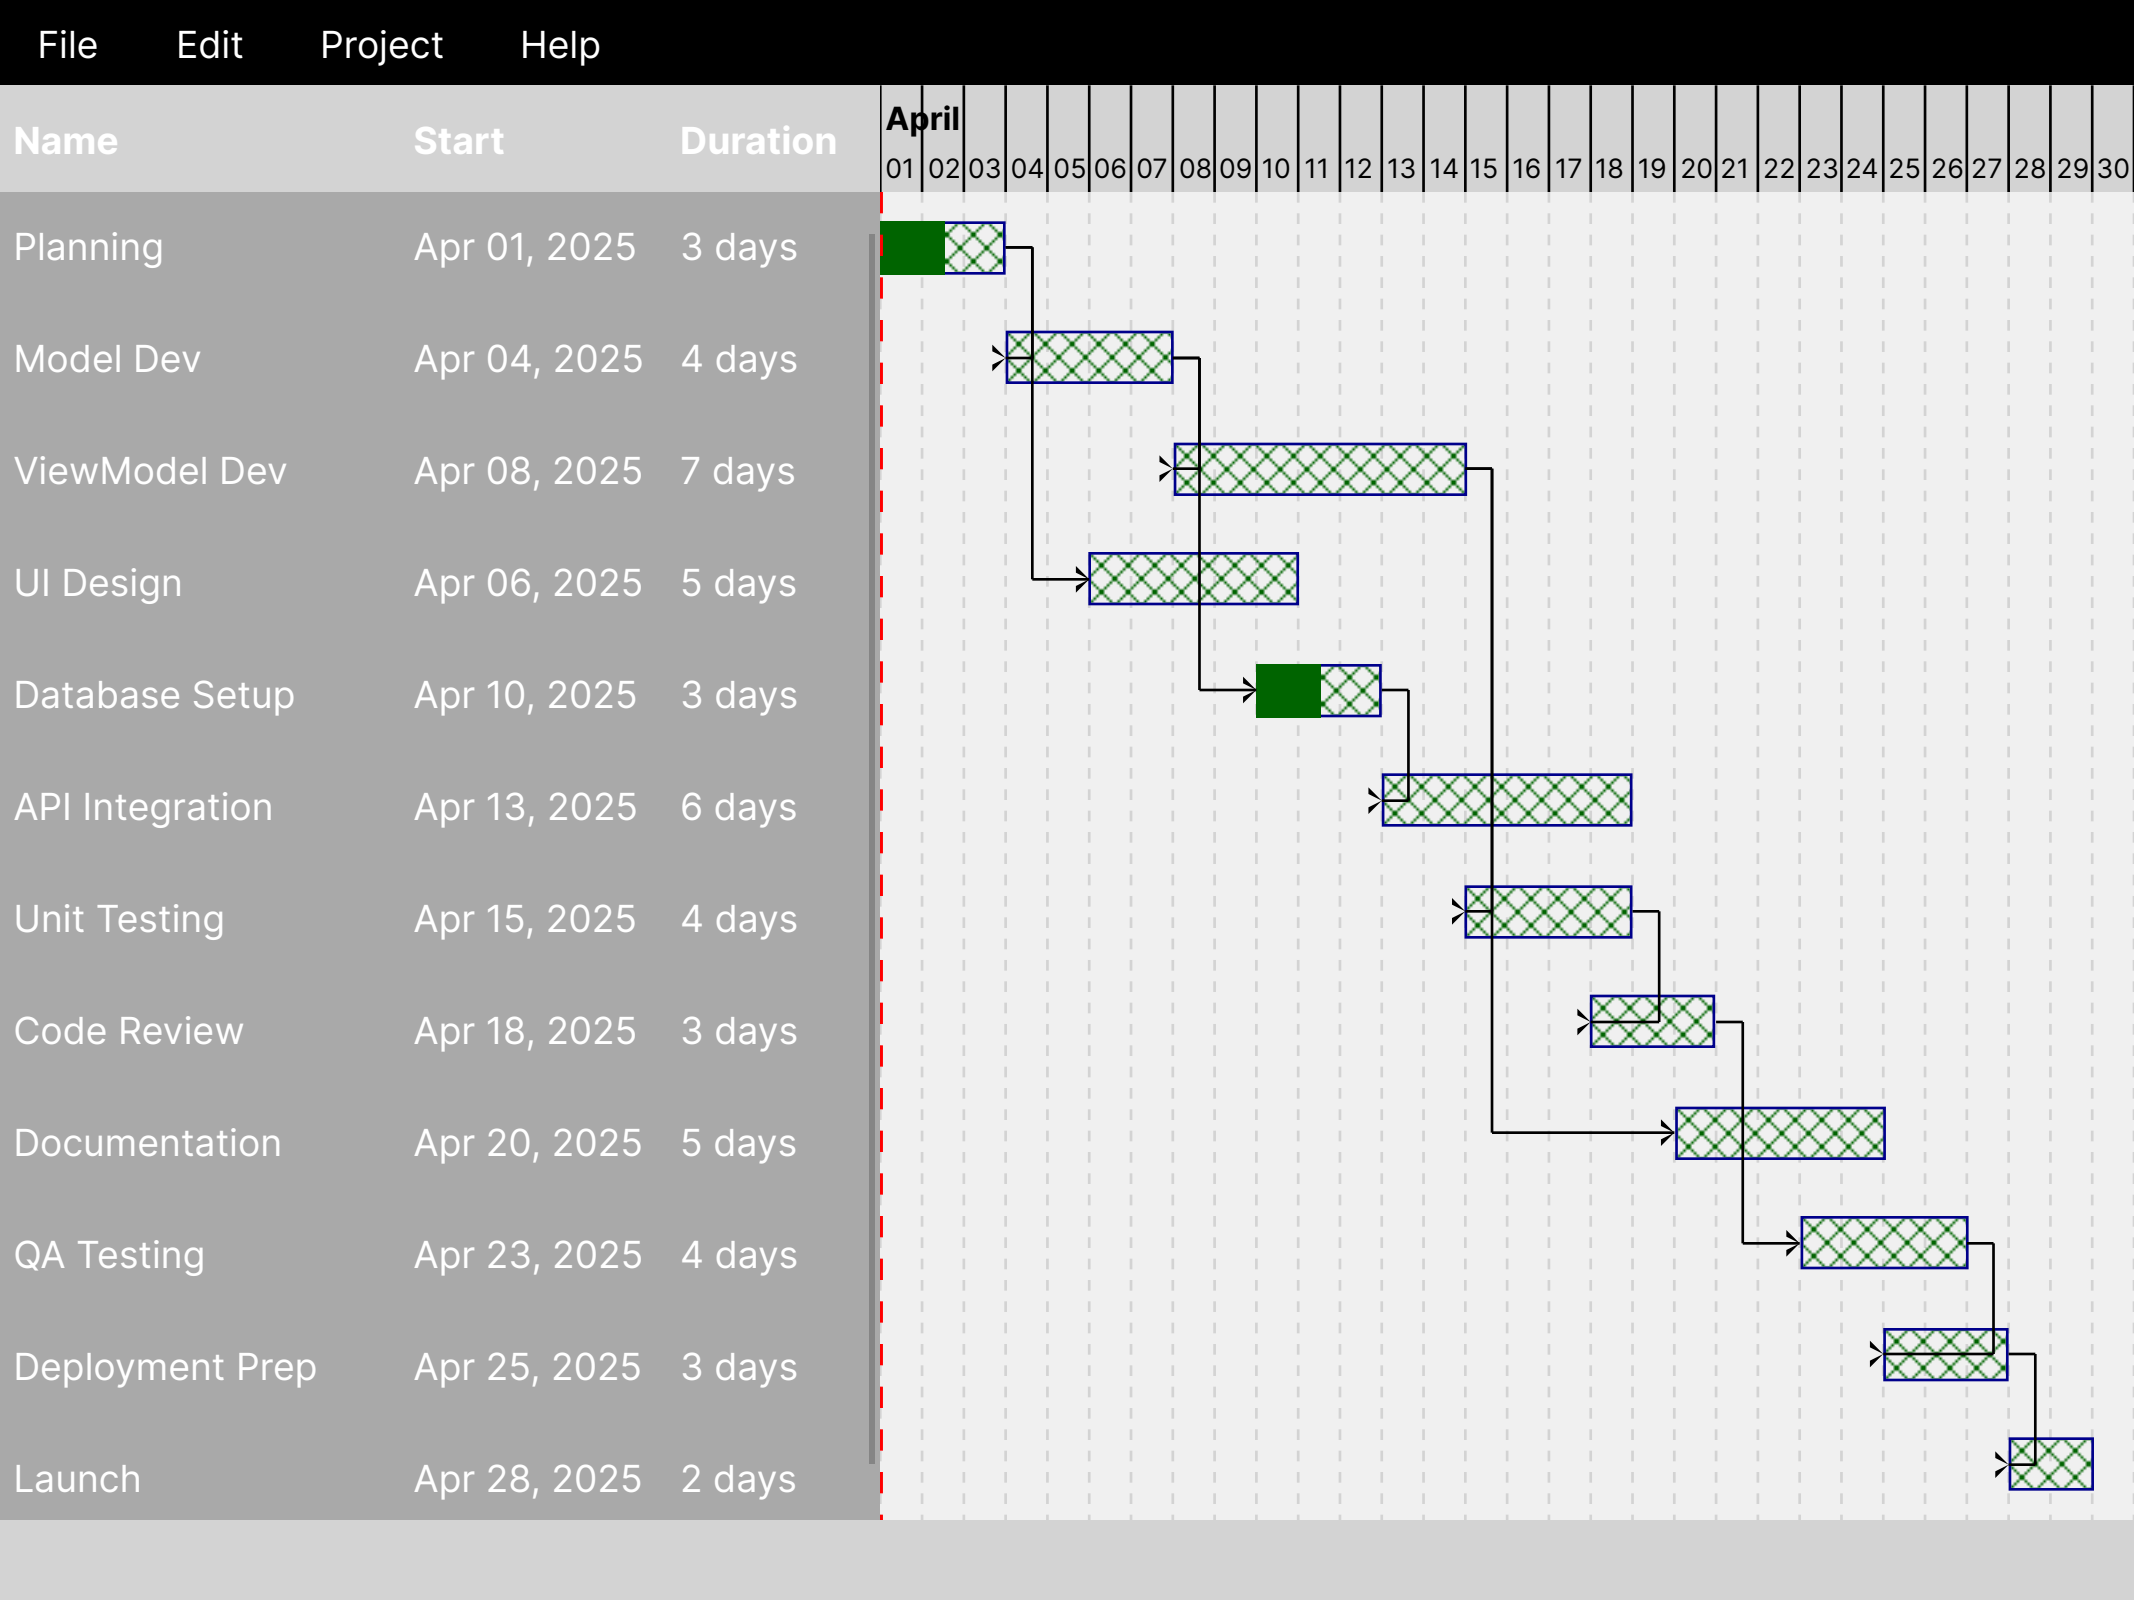 File Edit Project Help
Name Start Duration
April
01 02 03 04 05 06 07 08 09 10 11 12 13 14 15 16 17 18 19 20 21 22 23 24 25 26 27 28 29 30
Planning Apr 01, 2025 3 days
Model Dev Apr 04, 2025 4 days
ViewModel Dev Apr 08, 2025 7 days
UI Design Apr 06, 2025 5 days
Database Setup Apr 10, 2025 3 days
API Integration Apr 13, 2025 6 days
Unit Testing Apr 15, 2025 4 days
Code Review Apr 18, 2025 3 days
Documentation Apr 20, 2025 5 days
QA Testing Apr 23, 2025 4 days
Deployment Prep Apr 25, 2025 3 days
Launch Apr 28, 2025 2 days